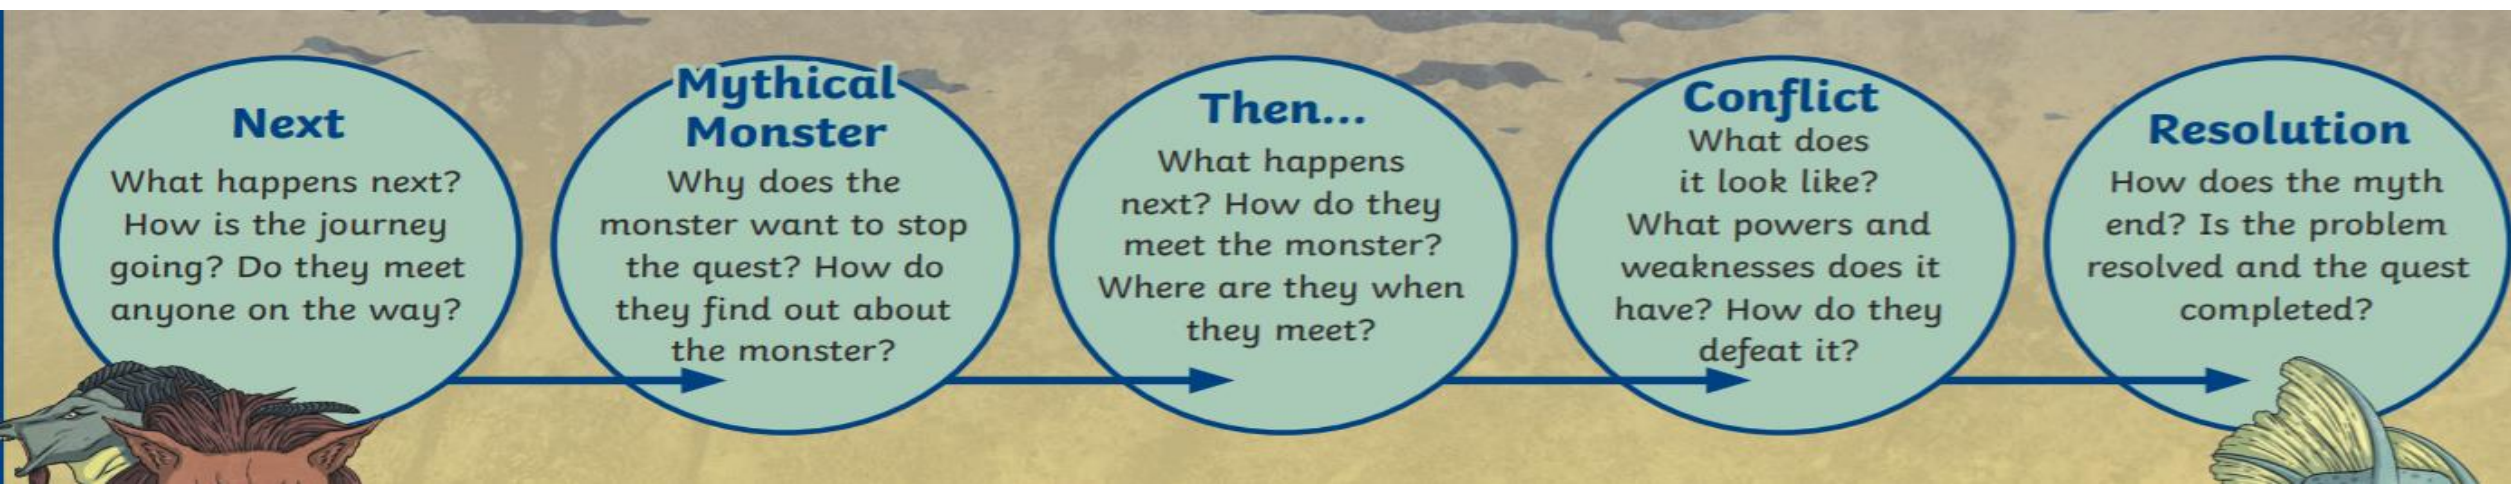 Next
What happens next?
How is the journey
going? Do they meet
anyone on the way?
Mythical
Monster
Why does the
monster want to stop
the quest? How do
they find out about
the monster?
Then...
What happens
next? How do they
meet the monster?
Where are they when
they meet?
Conflict
What does
it look like?
What powers and
weaknesses does it
have? How do they
defeat it?
Resolution
How does the myth
end? Is the problem
resolved and the quest
completed?